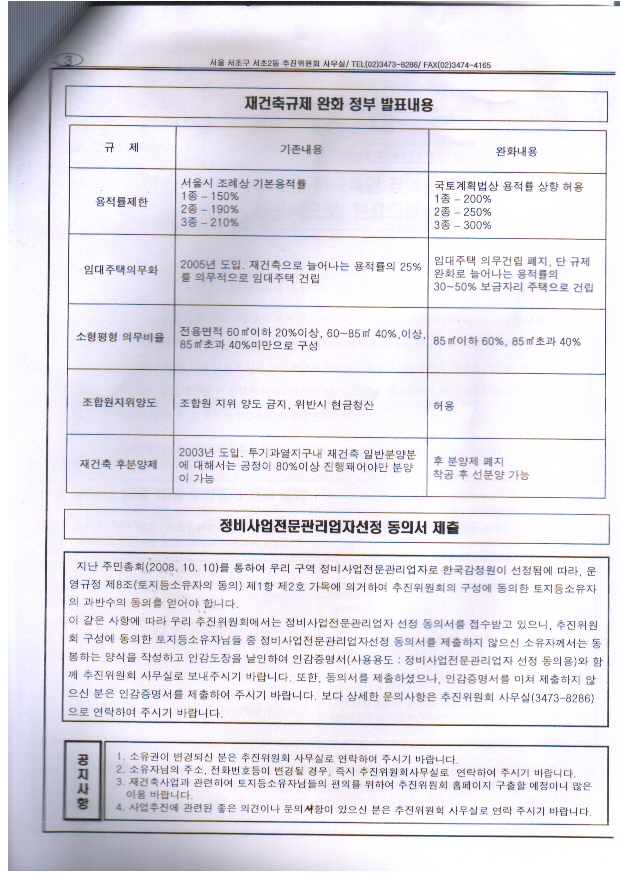 3
서울 서초구 서초2동 추진위원회 사무실/ TEL(02)3473-8286/ FAX(02)3474-4165
재건축규제 완화 정부 발표내용
규 제
기존내용
완화내용
용적률제한
서울시 조례상 기본용적률
1종 – 150%
2종 – 190%
3종 – 210%
국토계획법상 용적률 상향 허용
1종 – 200%
2종 – 250%
3종 – 300%
임대주택의무화
2005년 도입. 재건축으로 늘어나는 용적률의 25%
를 의무적으로 임대주택 건립
임대주택 의무건립 폐지, 단 규제
완화로 늘어나는 용적률의
30~50% 보금자리 주택으로 건립
소형평형 의무비율
전용면적 60㎡이하 20%이상, 60~85㎡ 40%,이상,
85㎡초과 40%미만으로 구성
85㎡이하 60%, 85㎡초과 40%
조합원지위양도
조합원 지위 양도 금지, 위반시 현금청산
허용
재건축 후분양제
2003년 도입. 투기과열지구내 재건축 일반분양분
에 대해서는 공정이 80%이상 진행돼어야만 분양
이 가능
후 분양제 폐지
착공 후 선분양 가능
정비사업전문관리업자선정 동의서 제출
지난 주민총회(2008. 10. 10)를 통하여 우리 구역 정비사업전문관리업자로 한국감정원이 선정됨에 따라, 운
영규정 제8조(토지등소유자의 동의) 제1항 제2호 가목에 의거하여 추진위원회의 구성에 동의한 토지등소유자
의 과반수의 동의를 얻어야 합니다.
이 같은 사항에 따라 우리 추진위원회에서는 정비사업전문관리업자 선정 동의서를 접수받고 있으니, 추진위원
회 구성에 동의한 토지등소유자님들 중 정비사업전문관리업자선정 동의서를 제출하지 않으신 소유자께서는 동
봉하는 양식을 작성하고 인감도장을 날인하여 인감증명서(사용용도 : 정비사업전문관리업자 선정 동의용)와 함
께 추진위원회 사무실로 보내주시기 바랍니다. 또한, 동의서를 제출하셨으나, 인감증명서를 미쳐 제출하지 않
으신 분은 인감증명서를 제출하여 주시기 바랍니다. 보다 상세한 문의사항은 추진위원회 사무실(3473-8286)
으로 연락하여 주시기 바랍니다.
공지사항
1. 소유권이 변경되신 분은 추진위원회 사무실로 연락하여 주시기 바랍니다.
2. 소유자님의 주소, 전화번호등이 변경될 경우, 즉시 추진위원회사무실로 연락하여 주시기 바랍니다.
3. 재건축사업과 관련하여 토지등소유자님들의 편의를 위하여 추진위원회 홈페이지 구출할 예정이니 많은
이용 바랍니다.
4. 사업추진에 관련된 좋은 의견이나 문의사항이 있으신 분은 추진위원회 사무실로 연락 주시기 바랍니다.